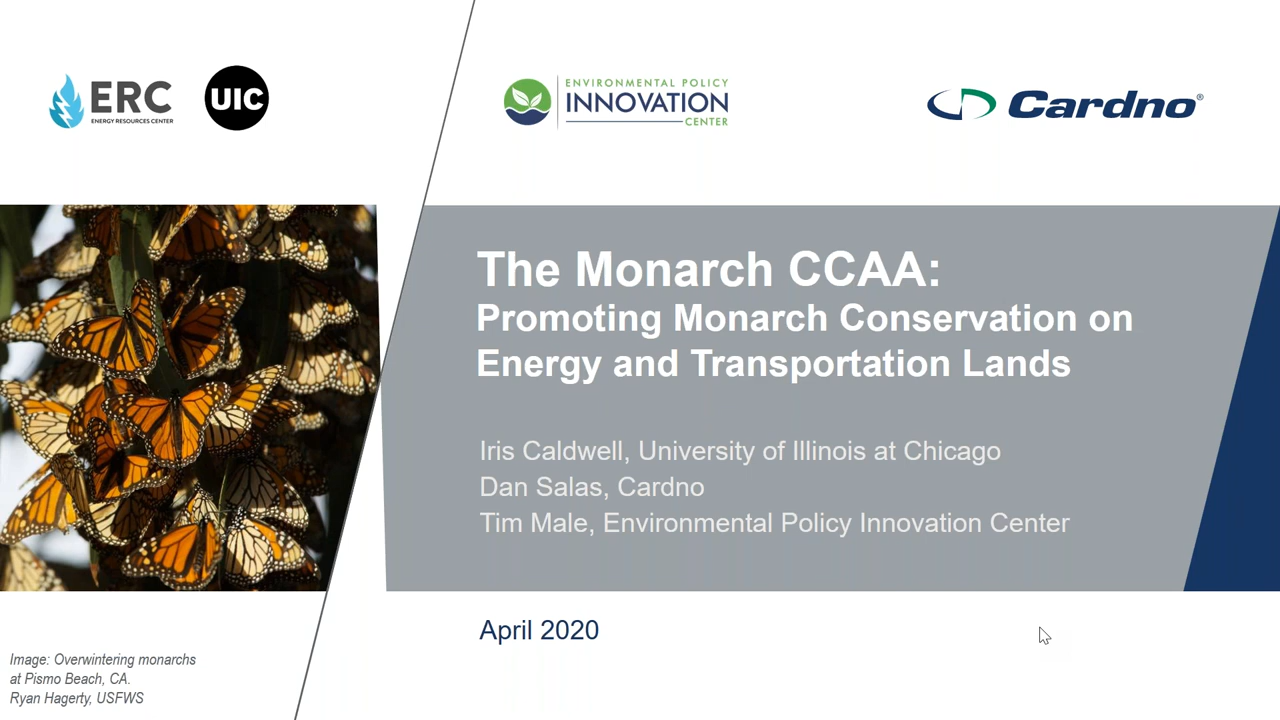 ERC
ENERGY RESOURCES CENTER
UIC
ENVIRONMENTAL POLICY
INNOVATION
CENTER
Cardno®
The Monarch CCAA:
Promoting Monarch Conservation on
Energy and Transportation Lands
Iris Caldwell, University of Illinois at Chicago
Dan Salas, Cardno
Tim Male, Environmental Policy Innovation Center
April 2020
Image: Overwintering monarchs
at Pismo Beach, CA.
Ryan Hagerty, USFWS